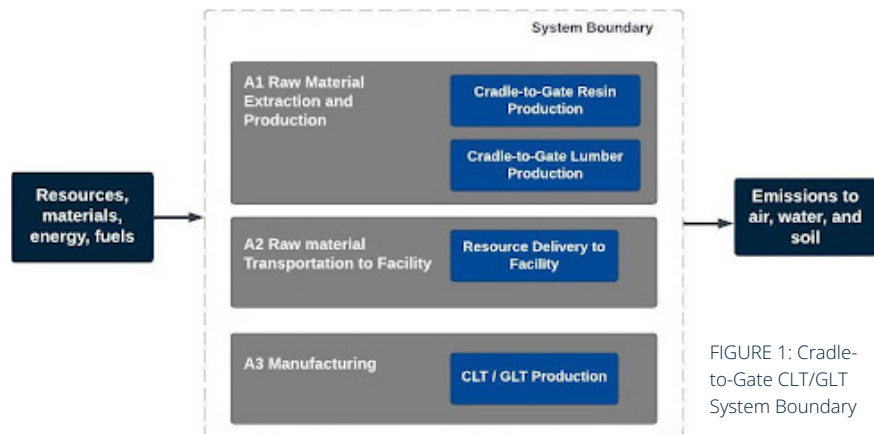 System Boundary
A1 Raw Material
Extraction and
Production
Cradle-to-Gate Resin
Production
Cradle-to-Gate Lumber
Production
Resources,
materials,
energy, fuels
Emissions to
air, water, and
soil
A2 Raw material
Transportation to Facility
Resource Delivery to
Facility
A3 Manufacturing
CLT / GLT Production
FIGURE 1: Cradle-
to-Gate CLT/GLT
System Boundary